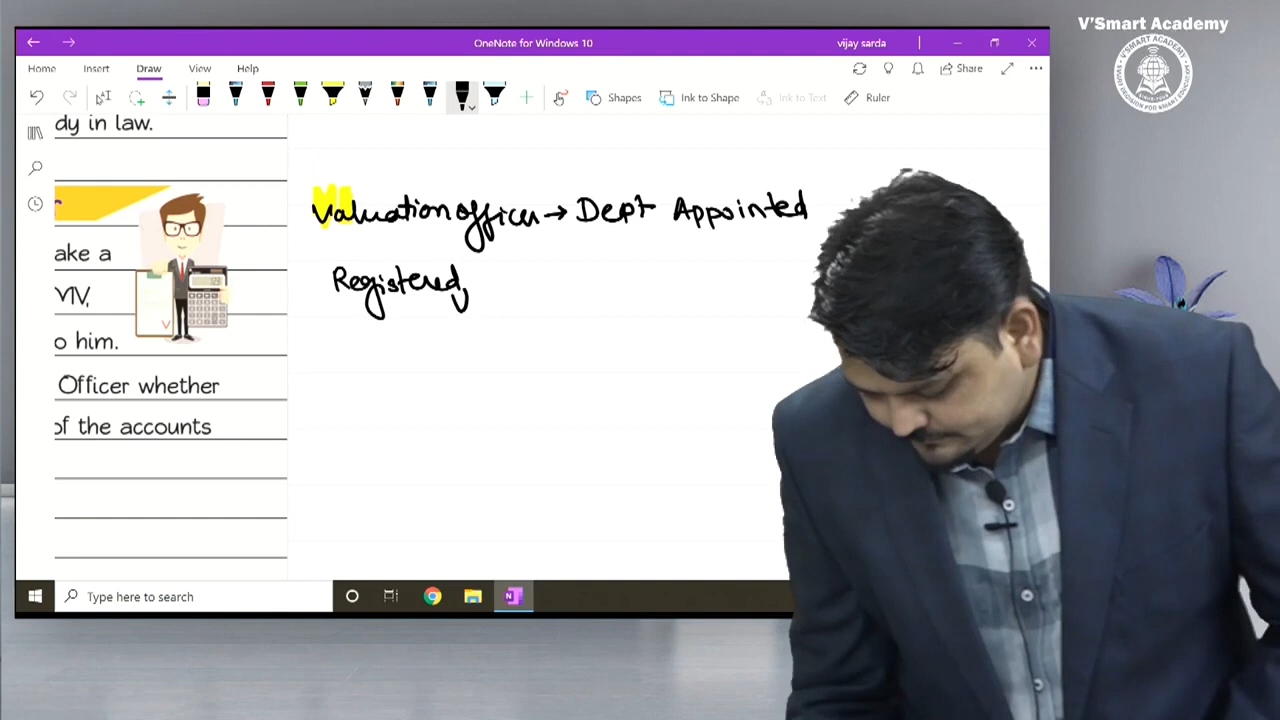 V'Smart Academy
OneNote for Windows 10
vijay sarda
Home
Insert
Draw
View
Help
Share
Shapes
Ink to Shape
Ink to Text
Ruler
dy in law.
ake a
o him.
Officer whether
of the accounts
Valuation officer → Dept Appointed
Registered,
Type here to search